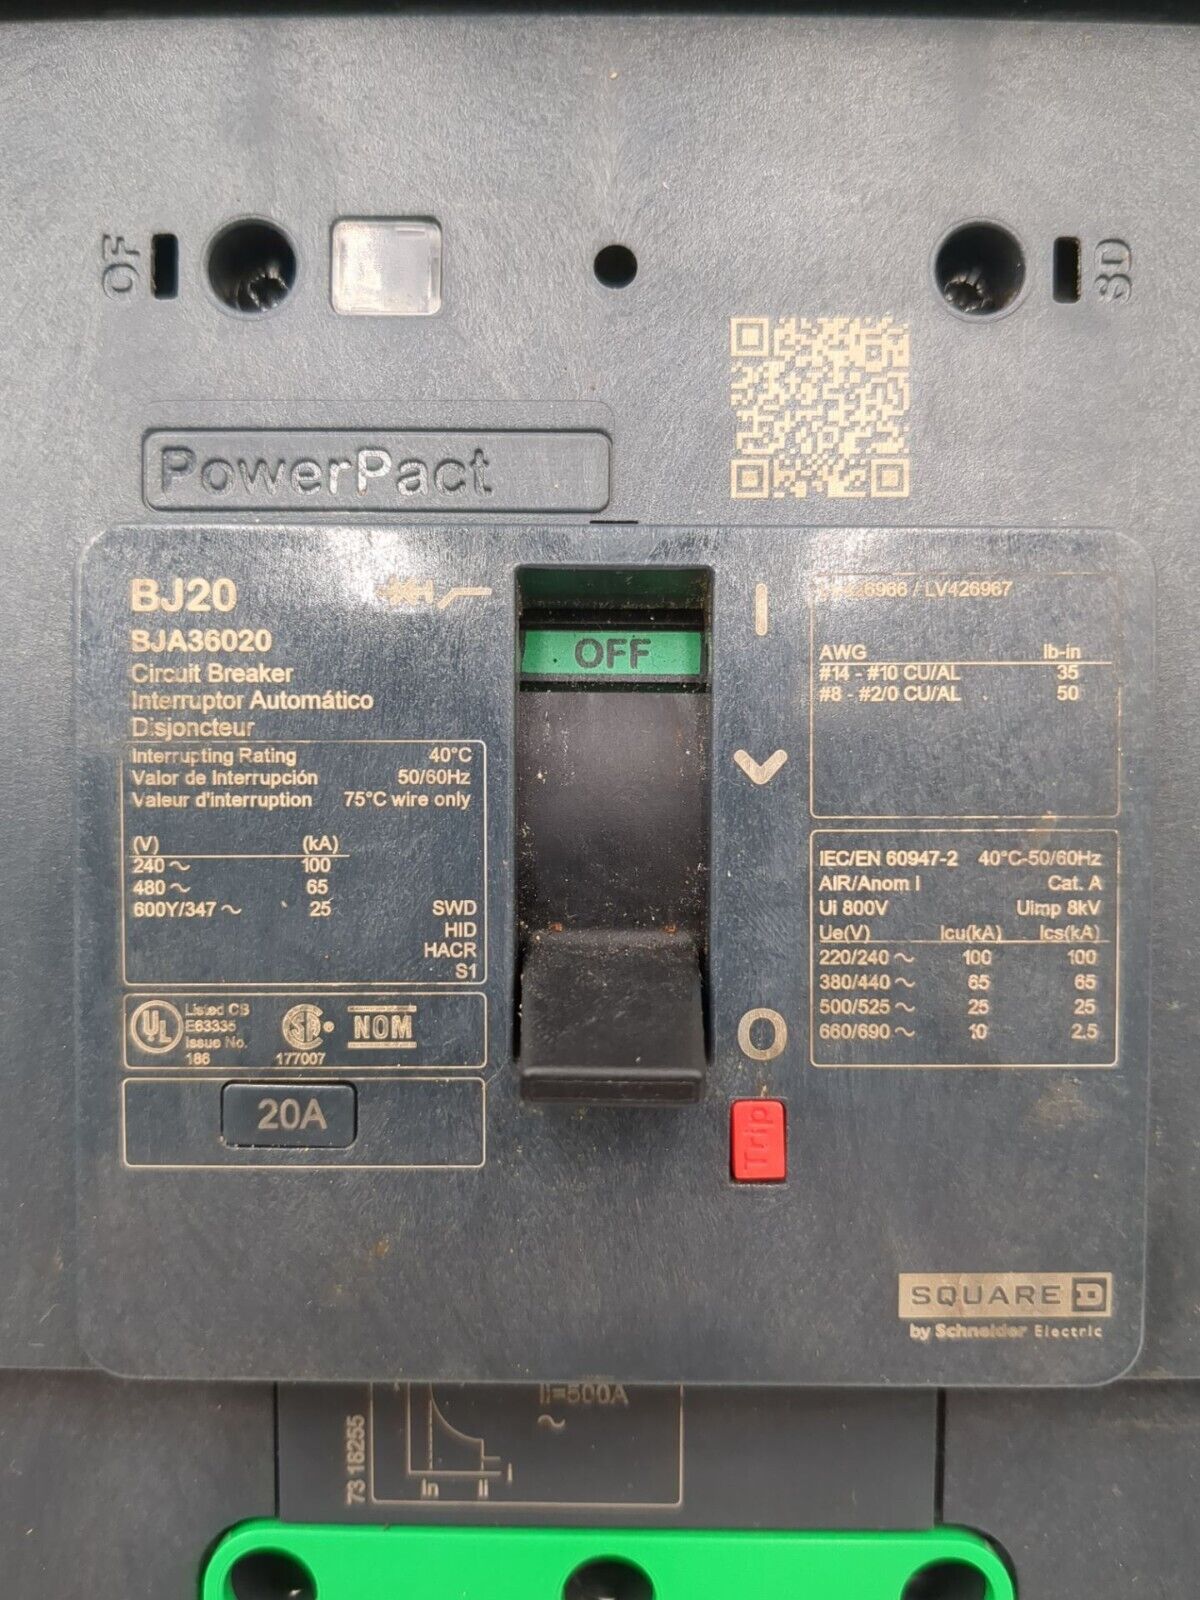 OF
SD
PowerPact
BJ20
BJA36020
Circuit Breaker
Interruptor Automático
Disjoncteur
Interrupting Rating 40°C
Valor de Interrupción 50/60Hz
Valeur d'interruption 75°C wire only
(V) (kA)
240 ~ 100
480 ~ 65
600Y/347 ~ 25
SWD
HID
HACR
S1
UL
Listed CB
E63335
Issue No.
186
177007
NOM
20A
OFF
I
O
Trip
/ LV426967
AWG lb-in
#14 - #10 CU/AL 35
#8 - #2/0 CU/AL 50
IEC/EN 60947-2 40°C-50/60Hz
AIR/Anom I Cat. A
Ui 800V Uimp 8kV
Ue(V) Icu(kA) Ics(kA)
220/240 ~ 100 100
380/440 ~ 65 65
500/525 ~ 25 25
660/690 ~ 10 2.5
SQUARE D
by Schneider Electric
Ii=500A
~
73 16255
In Ii I